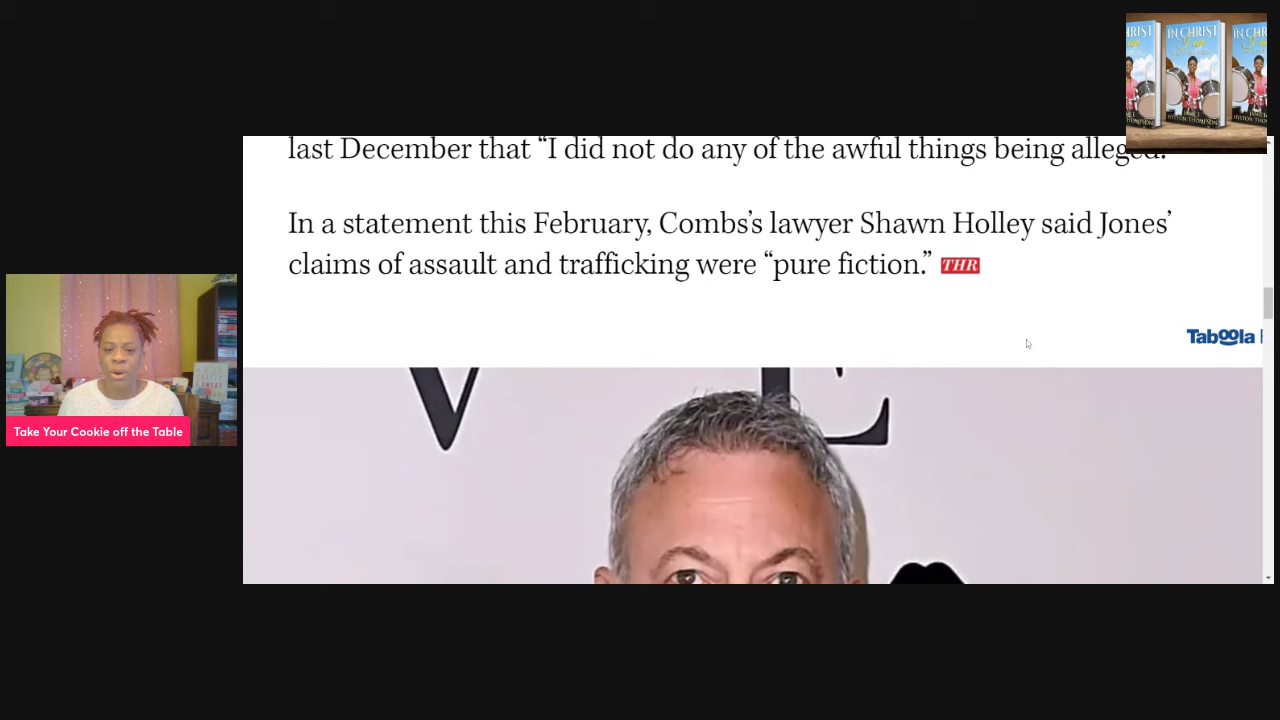 IN CHRIST
I am
last December that “I did not do any of the awful things being alleged.
In a statement this February, Combs’s lawyer Shawn Holley said Jones’
claims of assault and trafficking were “pure fiction.” THR
Taboola
V E
Take Your Cookie off the Table